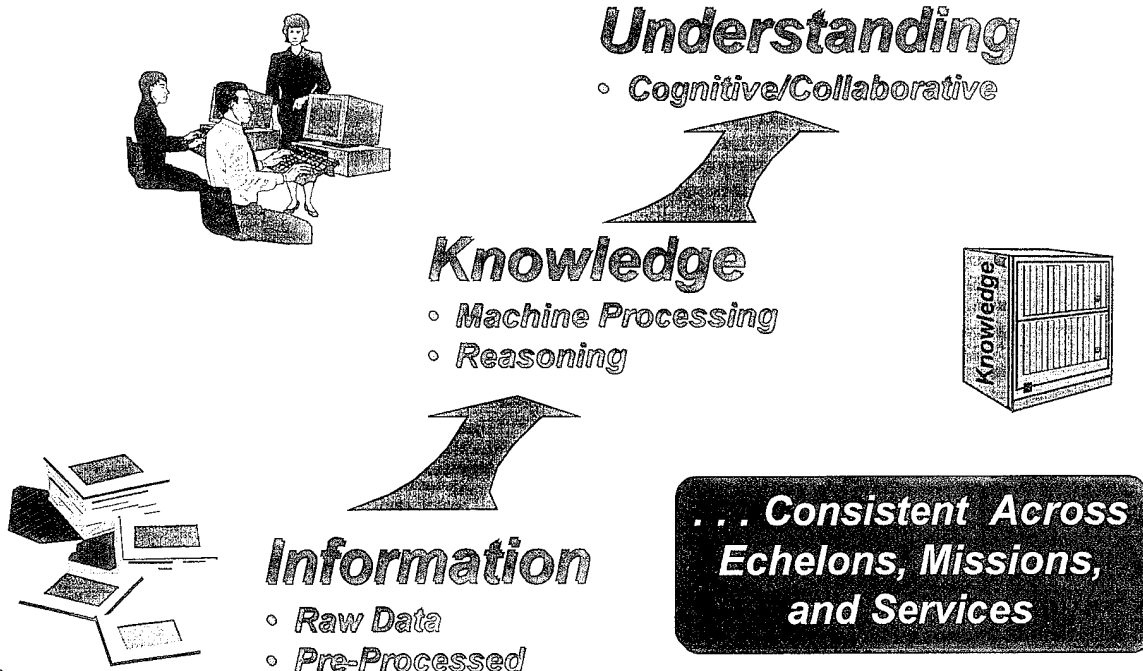 Understanding
• Cognitive/Collaborative
Knowledge
• Machine Processing
• Reasoning
Knowledge
Information
• Raw Data
• Pre-Processed
. . . Consistent Across
Echelons, Missions,
and Services